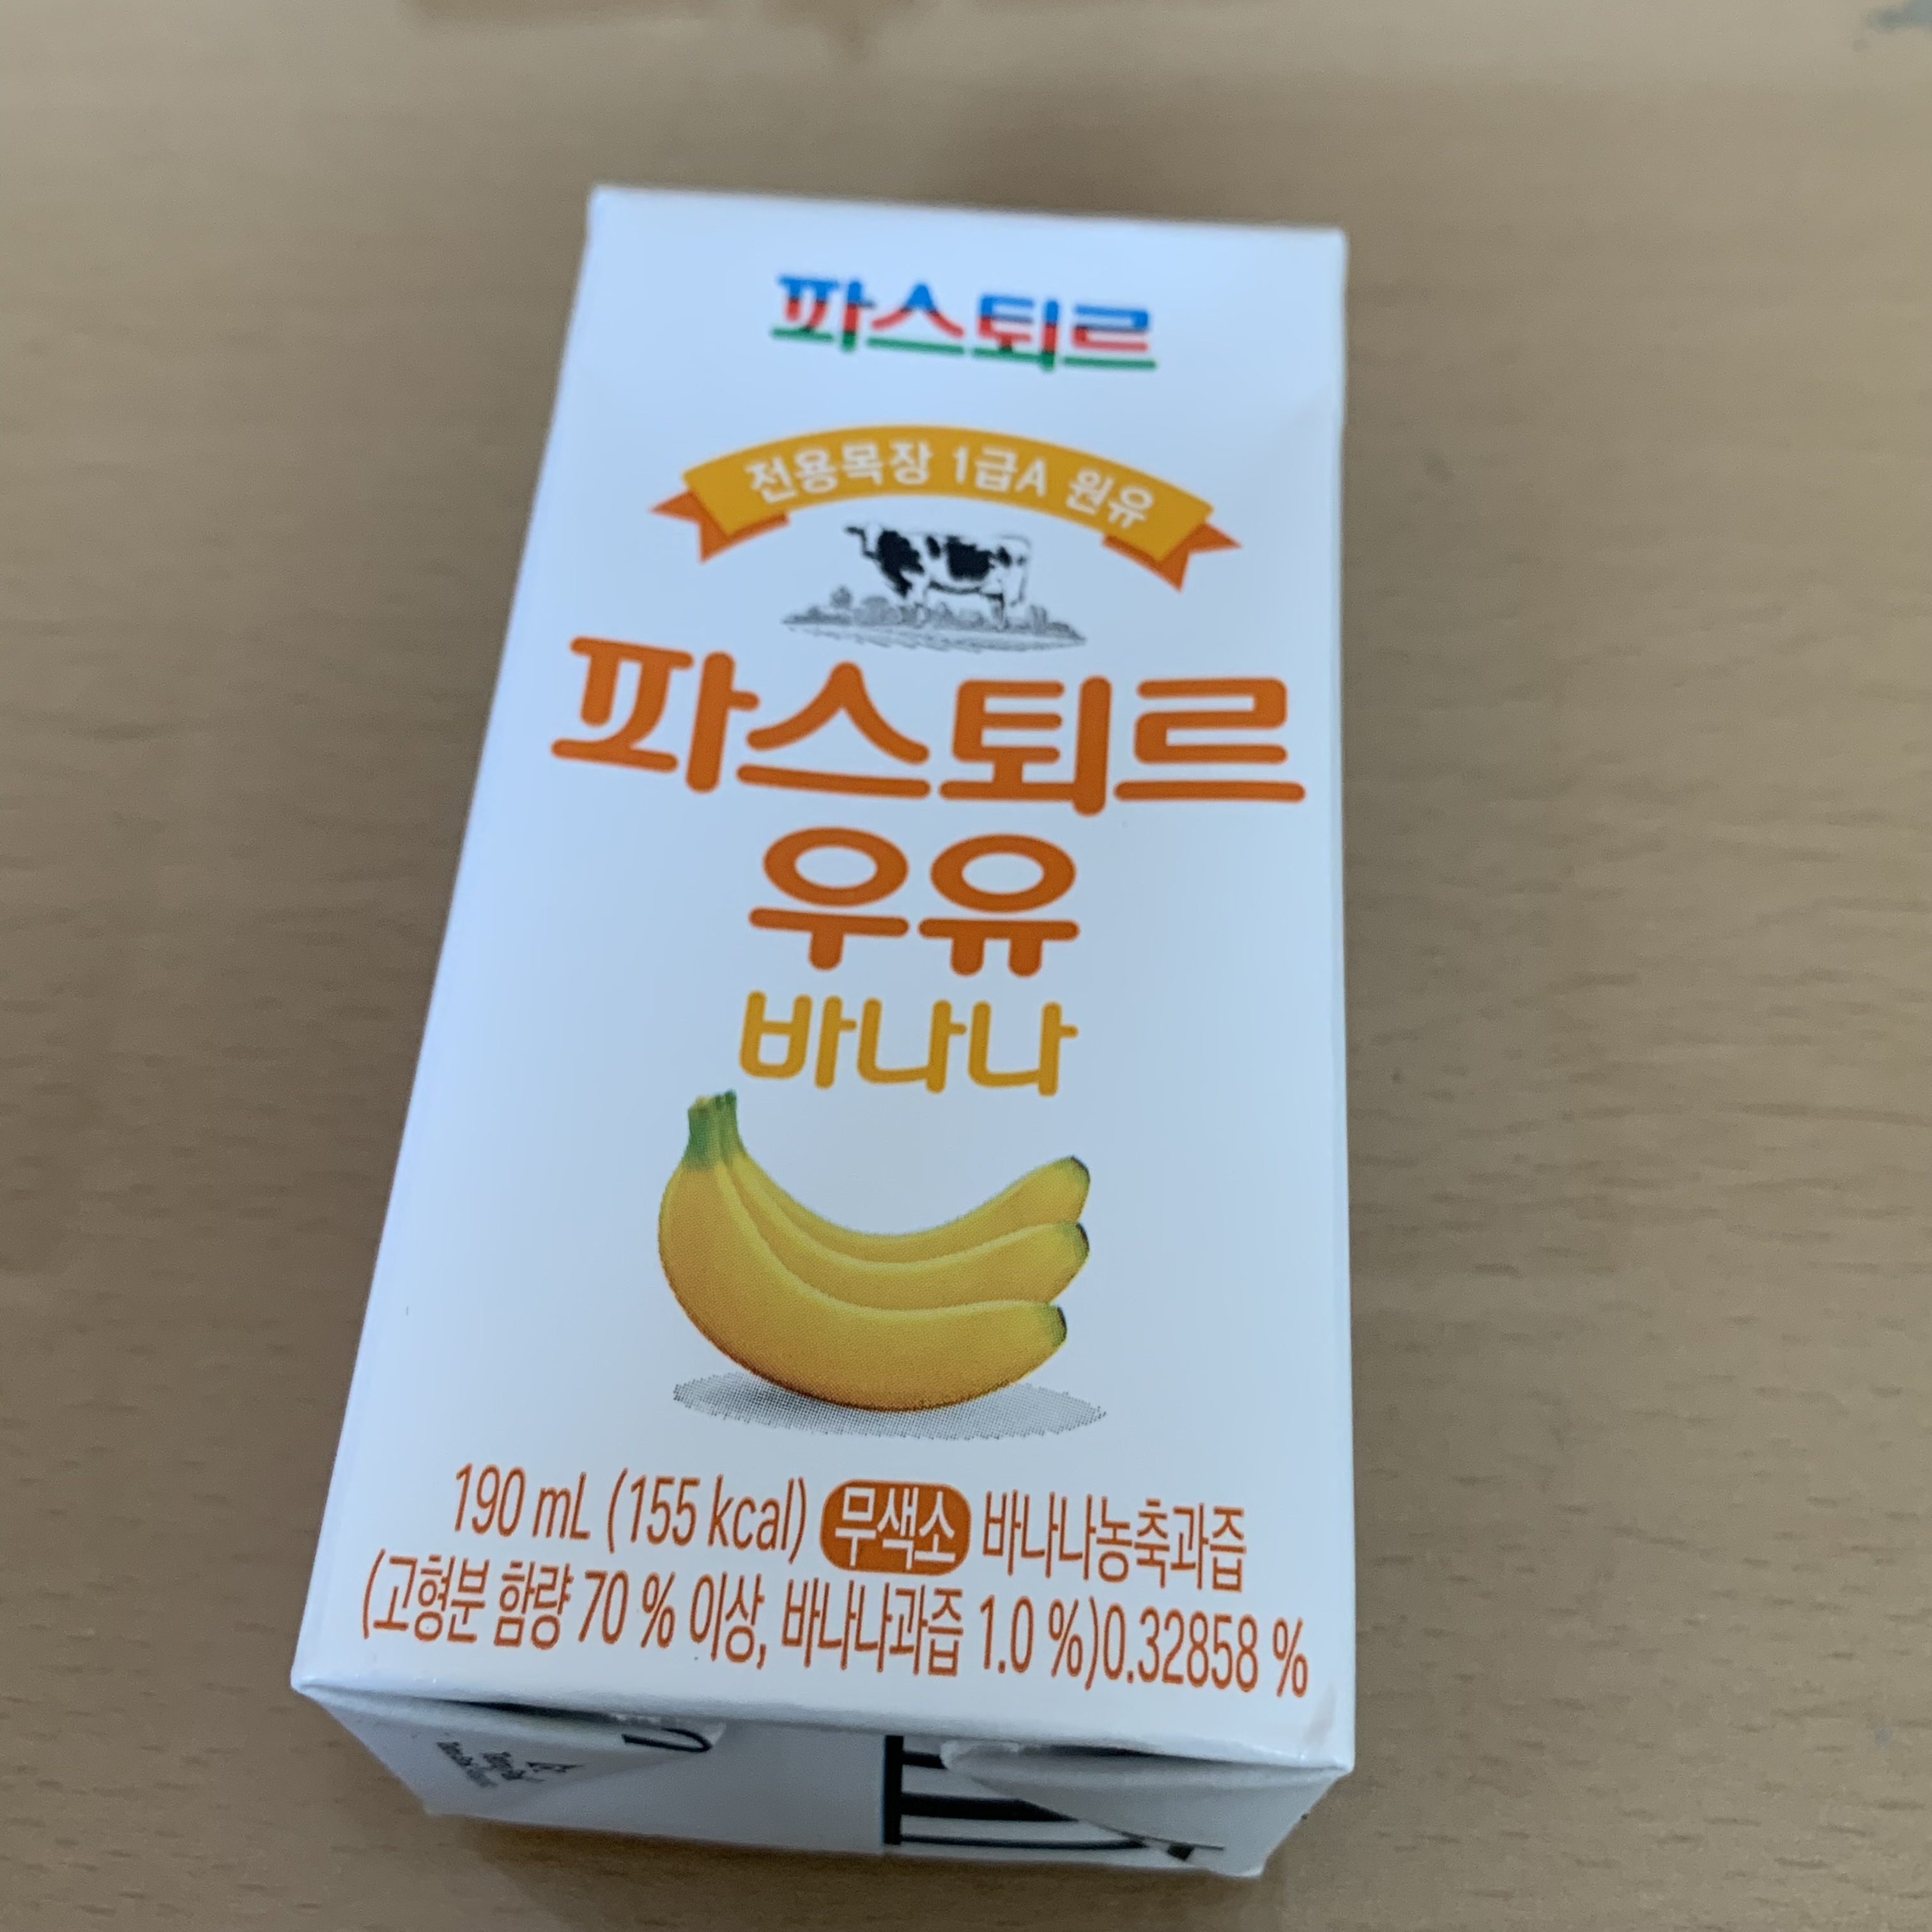 파스퇴르
전용목장 1급A 원유
파스퇴르
우유
바나나
190 mL (155 kcal) 무색소 바나나농축과즙
(고형분 함량 70 % 이상, 바나나과즙 1.0 %)0.32858 %